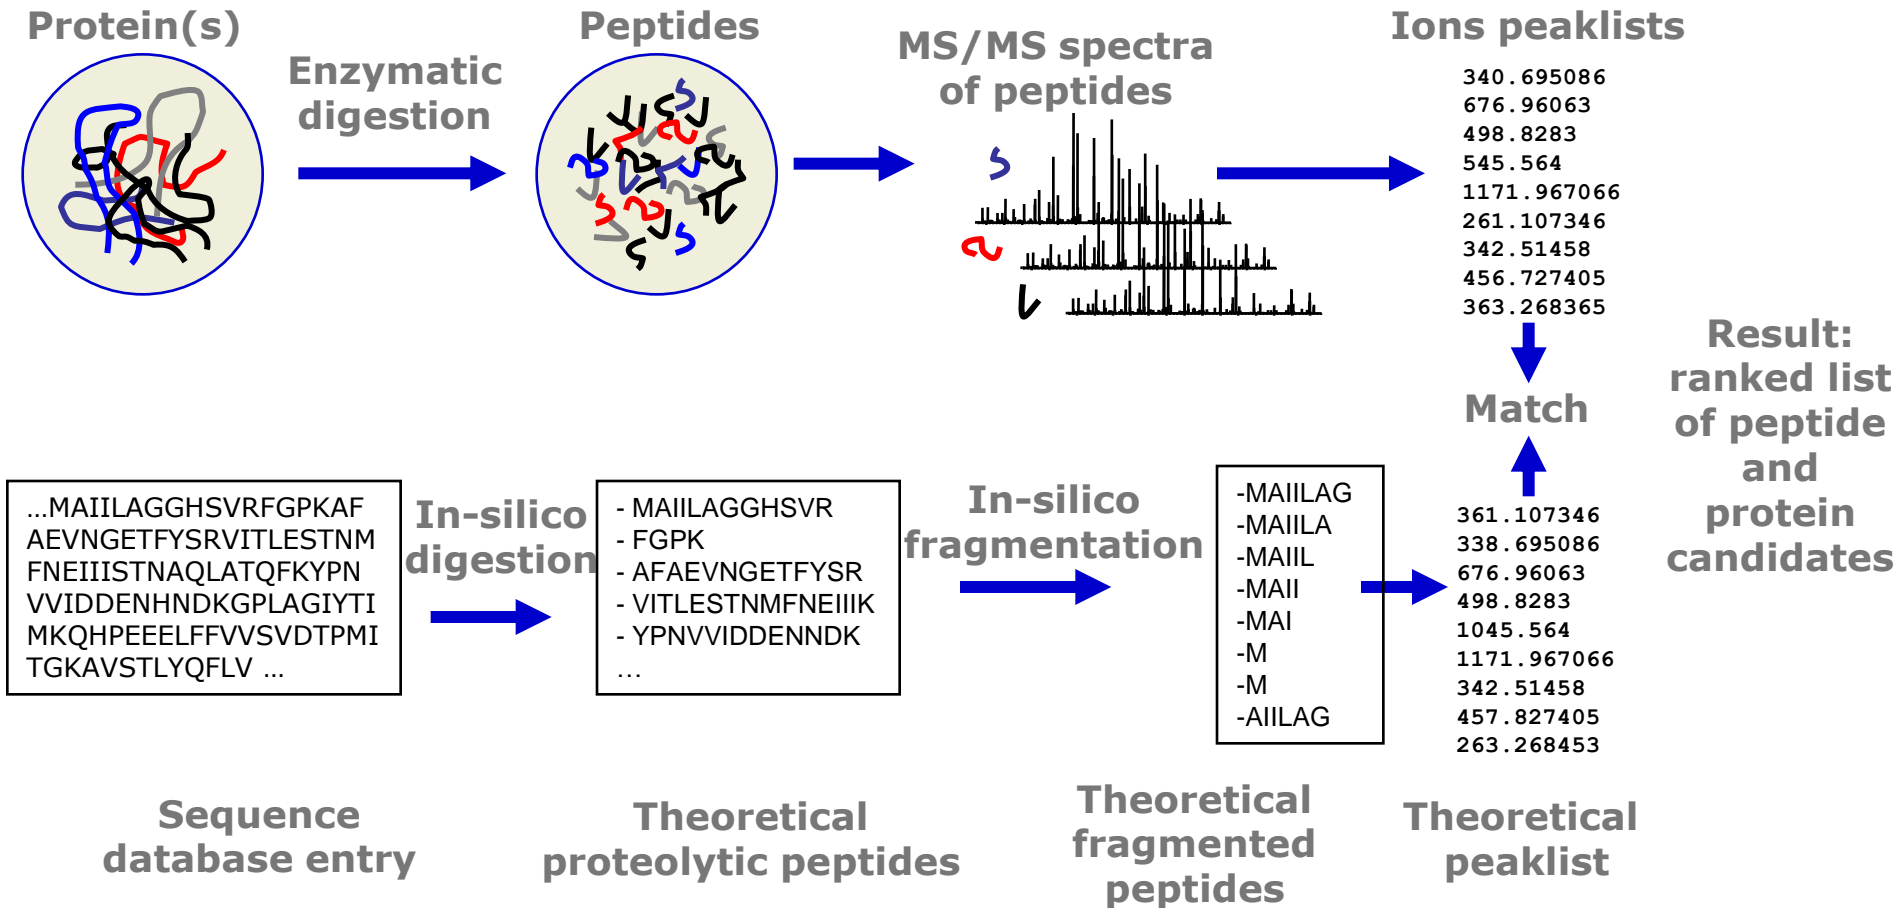 Protein(s)
Enzymatic
digestion
Peptides
MS/MS spectra
of peptides
Ions peaklists
340.695086
676.96063
498.8283
545.564
1171.967066
261.107346
342.51458
456.727405
363.268365
Match
Result:
ranked list
of peptide
and
protein
candidates
...MAIILAGGHSVRFGPKAF
AEVNGETFYSRVITLESTNM
FNEIIISTNAQLATQFKYPN
VVIDDENHNDKGPLAGIYTI
MKQHPEEELFFVVSVDTPMI
TGKAVSTLYQFLV ...
In-silico
digestion
- MAIILAGGHSVR
- FGPK
- AFAEVNGETFYSR
- VITLESTNMFNEIIIK
- YPNVVIDDENNDK
...
In-silico
fragmentation
-MAIILAG
-MAIILA
-MAIIL
-MAII
-MAI
-M
-M
-AIILAG
361.107346
338.695086
676.96063
498.8283
1045.564
1171.967066
342.51458
457.827405
263.268453
Sequence
database entry
Theoretical
proteolytic peptides
Theoretical
fragmented
peptides
Theoretical
peaklist